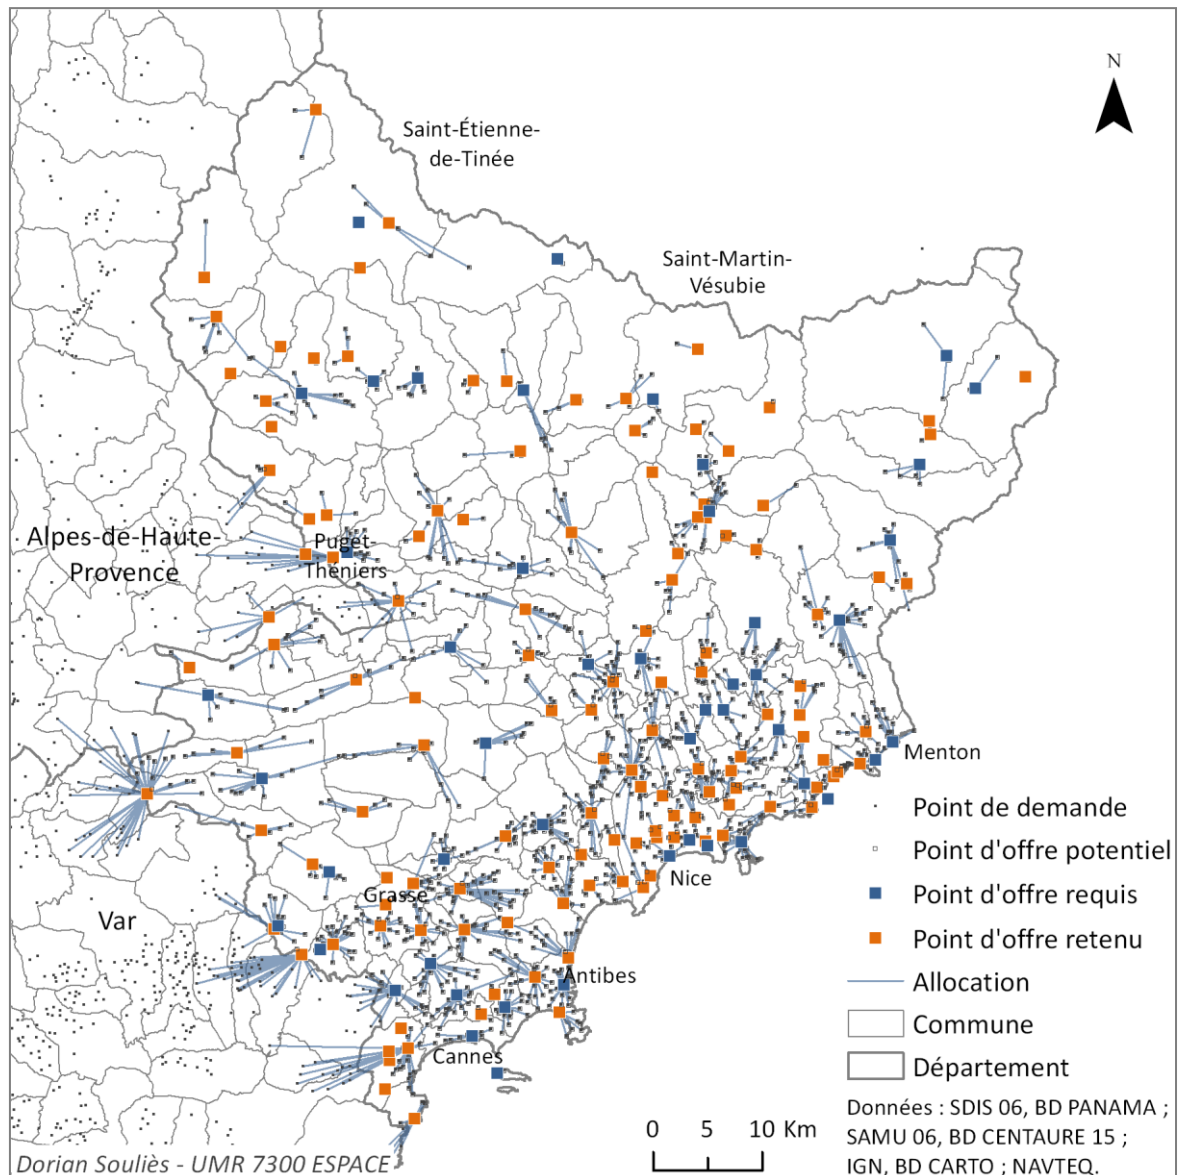 N
Saint-Étienne-
de-Tinée
Saint-Martin-
Vésubie
Alpes-de-Haute-
Provence
Puget-
Théniers
Menton
Point de demande
Point d'offre potentiel
Nice
Grasse
Point d'offre requis
Var
Point d'offre retenu
Antibes
Allocation
Commune
Cannes
Département
Données : SDIS 06, BD PANAMA ;
SAMU 06, BD CENTAURE 15 ;
IGN, BD CARTO ; NAVTEQ.
0 5 10 Km
Dorian Souliès - UMR 7300 ESPACE